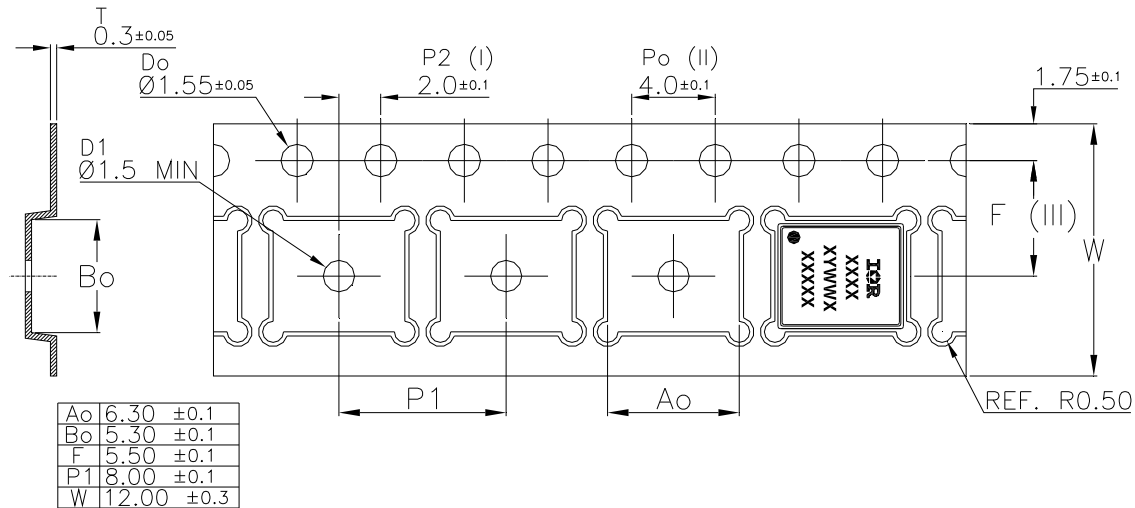 T
0.3±0.05
Do
Ø1.55±0.05
P2 (I)
2.0±0.1
Po (II)
4.0±0.1
1.75±0.1
D1
Ø1.5 MIN
F (III)
W
Bo
IOR
XXXX
XYWWX
XXXXX
P1
Ao
REF. R0.50
Ao 6.30 ±0.1
Bo 5.30 ±0.1
F 5.50 ±0.1
P1 8.00 ±0.1
W 12.00 ±0.3